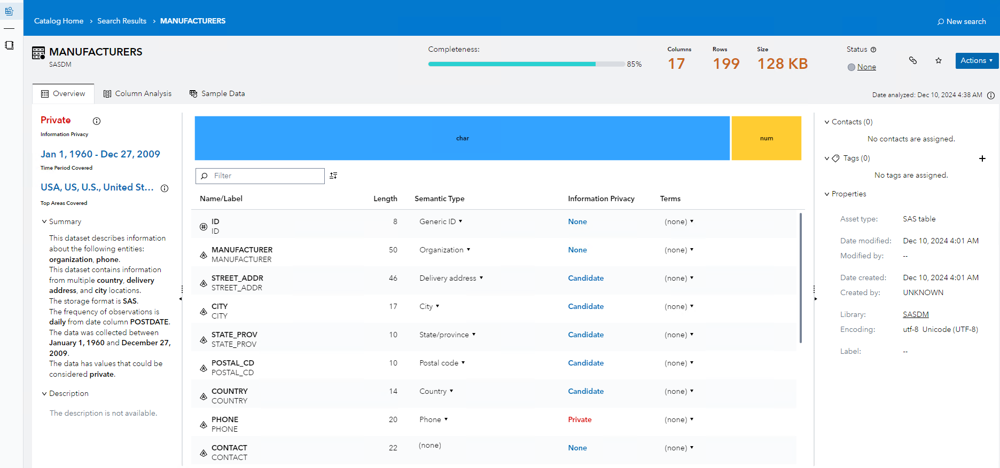 Catalog Home › Search Results › MANUFACTURERS
New search
MANUFACTURERS
SASDM
Completeness:
85%
Columns
17
Rows
199
Size
128 KB
Status
None
Actions
Overview
Column Analysis
Sample Data
Date analyzed: Dec 10, 2024 4:38 AM
Private
Information Privacy
Jan 1, 1960 - Dec 27, 2009
Time Period Covered
USA, US, U.S., United St...
Top Areas Covered
Summary
This dataset describes information
about the following entities:
organization, phone.
This dataset contains information
from multiple country, delivery
address, and city locations.
The storage format is SAS.
The frequency of observations is
daily from date column POSTDATE.
The data was collected between
January 1, 1960 and December 27,
2009.
The data has values that could be
considered private.
Description
The description is not available.
char
num
Filter
Name/Label Length Semantic Type Information Privacy Terms
ID 8 Generic ID None (none)
ID
MANUFACTURER 50 Organization None (none)
MANUFACTURER
STREET_ADDR 46 Delivery address Candidate (none)
STREET_ADDR
CITY 17 City Candidate (none)
CITY
STATE_PROV 10 State/province Candidate (none)
STATE_PROV
POSTAL_CD 10 Postal code Candidate (none)
POSTAL_CD
COUNTRY 14 Country Candidate (none)
COUNTRY
PHONE 20 Phone Private (none)
PHONE
CONTACT 22 (none) None (none)
CONTACT
Contacts (0)
No contacts are assigned.
Tags (0)
No tags are assigned.
Properties
Asset type: SAS table
Date modified: Dec 10, 2024 4:01 AM
Modified by: --
Date created: Dec 10, 2024 4:01 AM
Created by: UNKNOWN
Library: SASDM
Encoding: utf-8 Unicode (UTF-8)
Label: --